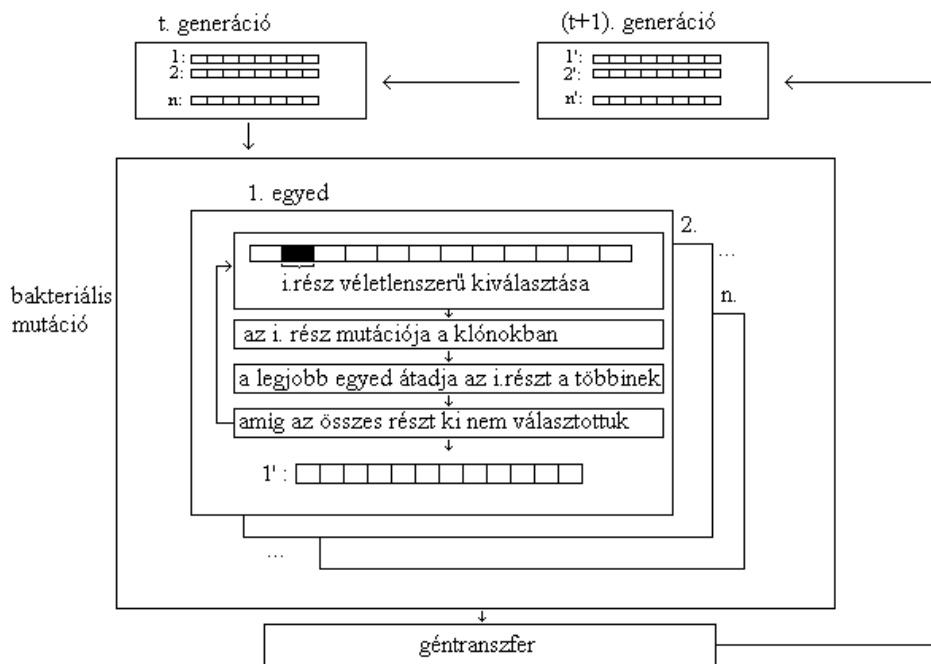 t. generáció
(t+1). generáció
1:
2:
n:
1':
2':
n':
1. egyed
2.
...
n.
bakteriális
mutáció
i.rész véletlenszerű kiválasztása
az i. rész mutációja a klónokban
a legjobb egyed átadja az i.részt a többinek
amíg az összes részt ki nem választottuk
1' :
...
géntranszfer